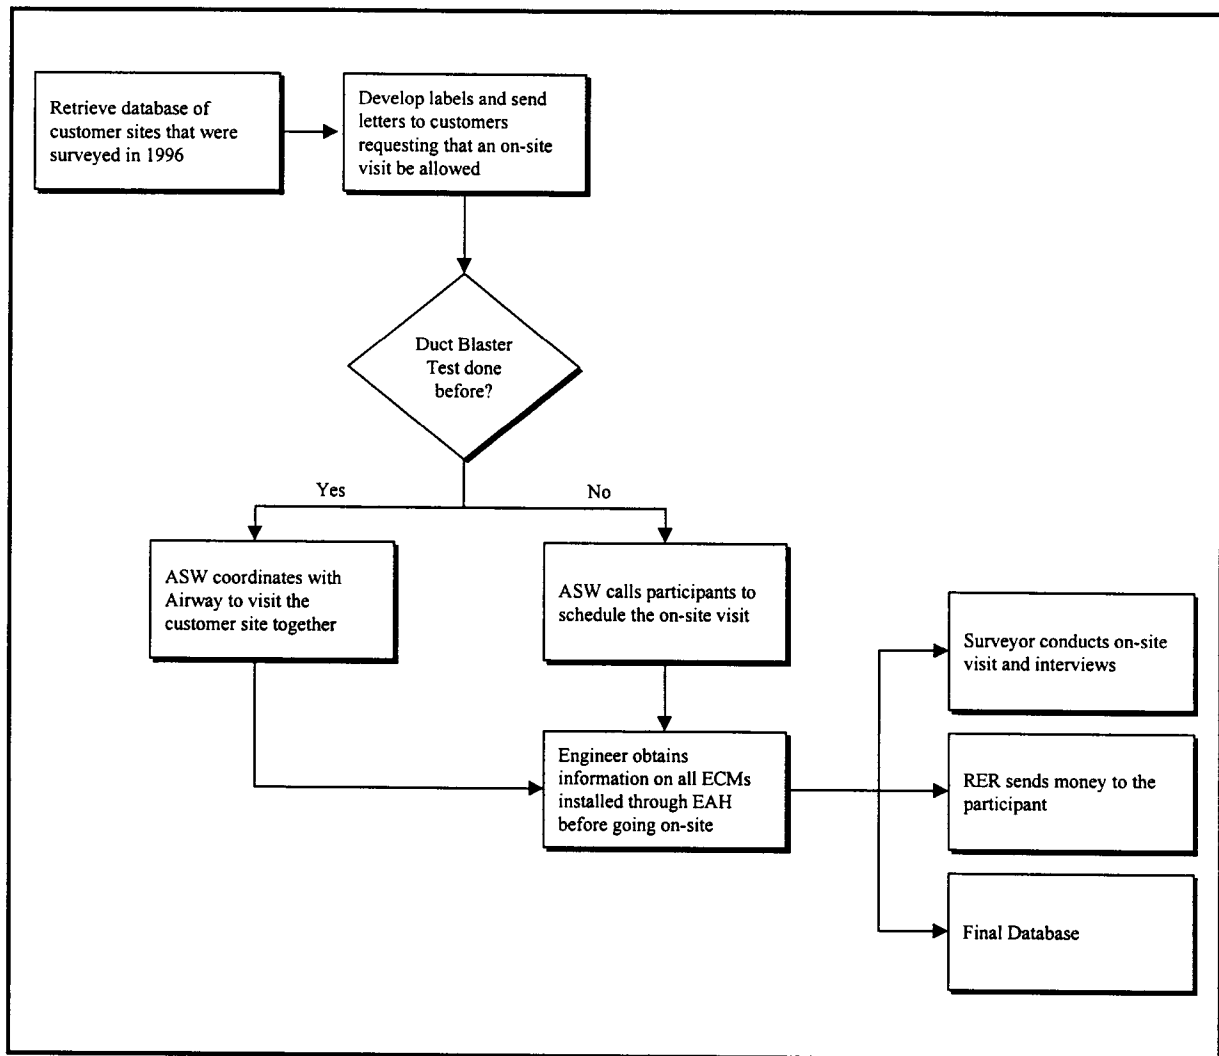 Retrieve database of
customer sites that were
surveyed in 1996
Develop labels and send
letters to customers
requesting that an on-site
visit be allowed
Duct Blaster
Test done
before?
Yes
No
ASW coordinates with
Airway to visit the
customer site together
ASW calls participants to
schedule the on-site visit
Engineer obtains
information on all ECMs
installed through EAH
before going on-site
Surveyor conducts on-site
visit and interviews
RER sends money to the
participant
Final Database